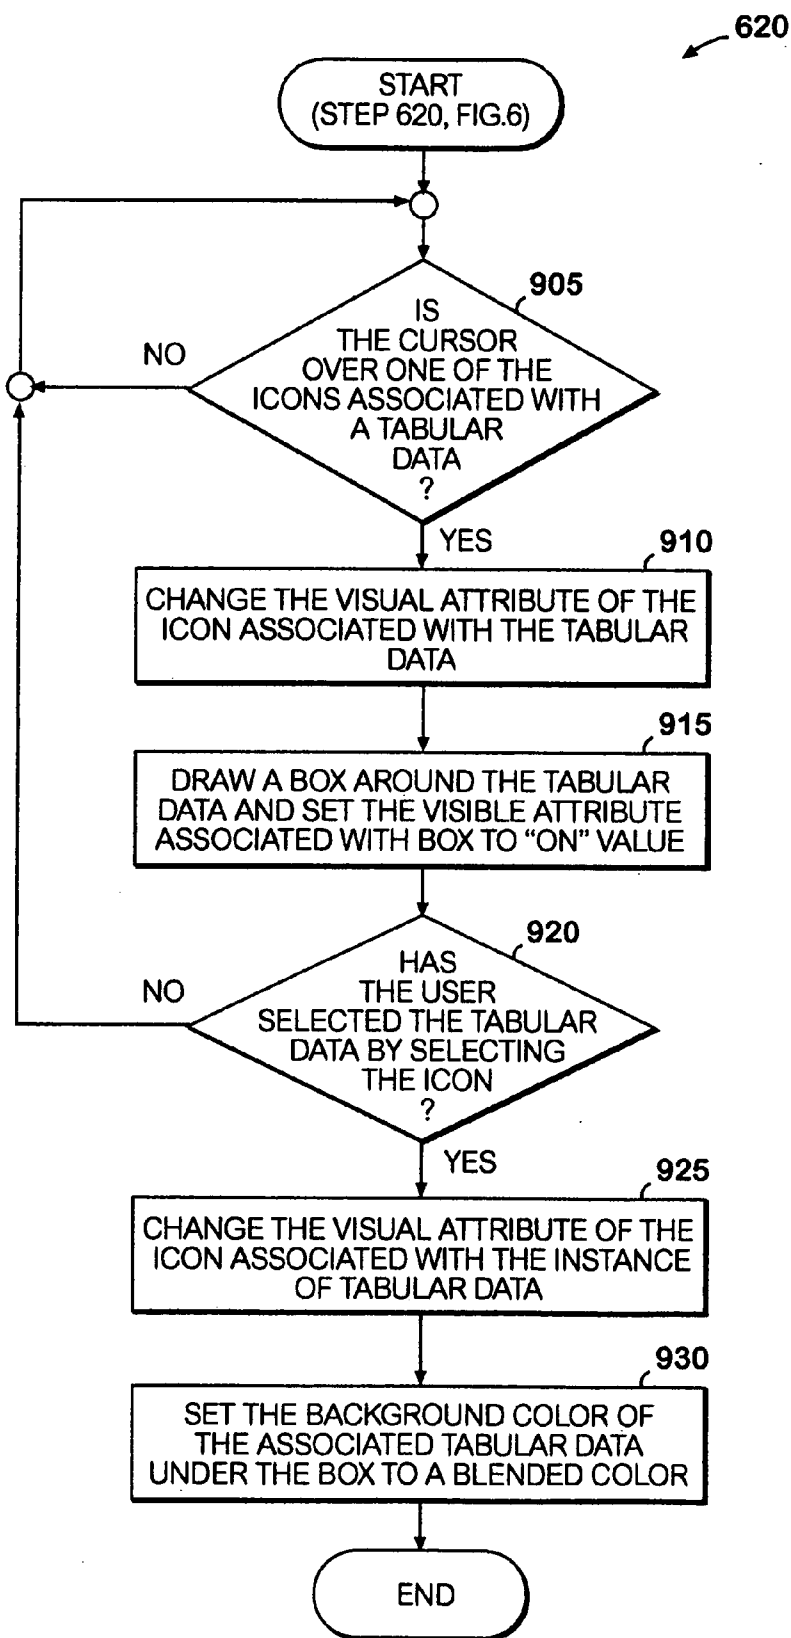 620
START
(STEP 620, FIG.6)
905
IS
THE CURSOR
OVER ONE OF THE
ICONS ASSOCIATED WITH
A TABULAR
DATA
?
NO
YES
910
CHANGE THE VISUAL ATTRIBUTE OF THE
ICON ASSOCIATED WITH THE TABULAR
DATA
915
DRAW A BOX AROUND THE TABULAR
DATA AND SET THE VISIBLE ATTRIBUTE
ASSOCIATED WITH BOX TO “ON” VALUE
920
HAS
THE USER
SELECTED THE TABULAR
DATA BY SELECTING
THE ICON
?
NO
YES
925
CHANGE THE VISUAL ATTRIBUTE OF THE
ICON ASSOCIATED WITH THE INSTANCE
OF TABULAR DATA
930
SET THE BACKGROUND COLOR OF
THE ASSOCIATED TABULAR DATA
UNDER THE BOX TO A BLENDED COLOR
END